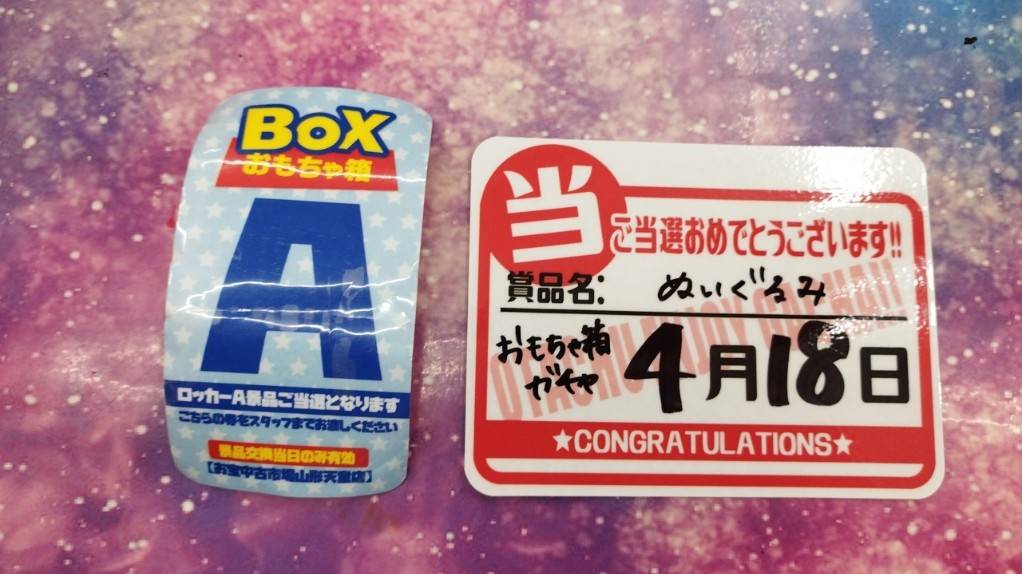 BOX
おもちゃ箱
A
ロッカーA景品ご当選となります
こちらの券をスタッフまでお渡しください
景品交換当日のみ有効
【お宝中古市場山形天童店】
当
ご当選おめでとうございます!!
賞品名: ぬいぐるみ
おもちゃ箱
ガチャ
4月18日
★CONGRATULATIONS★